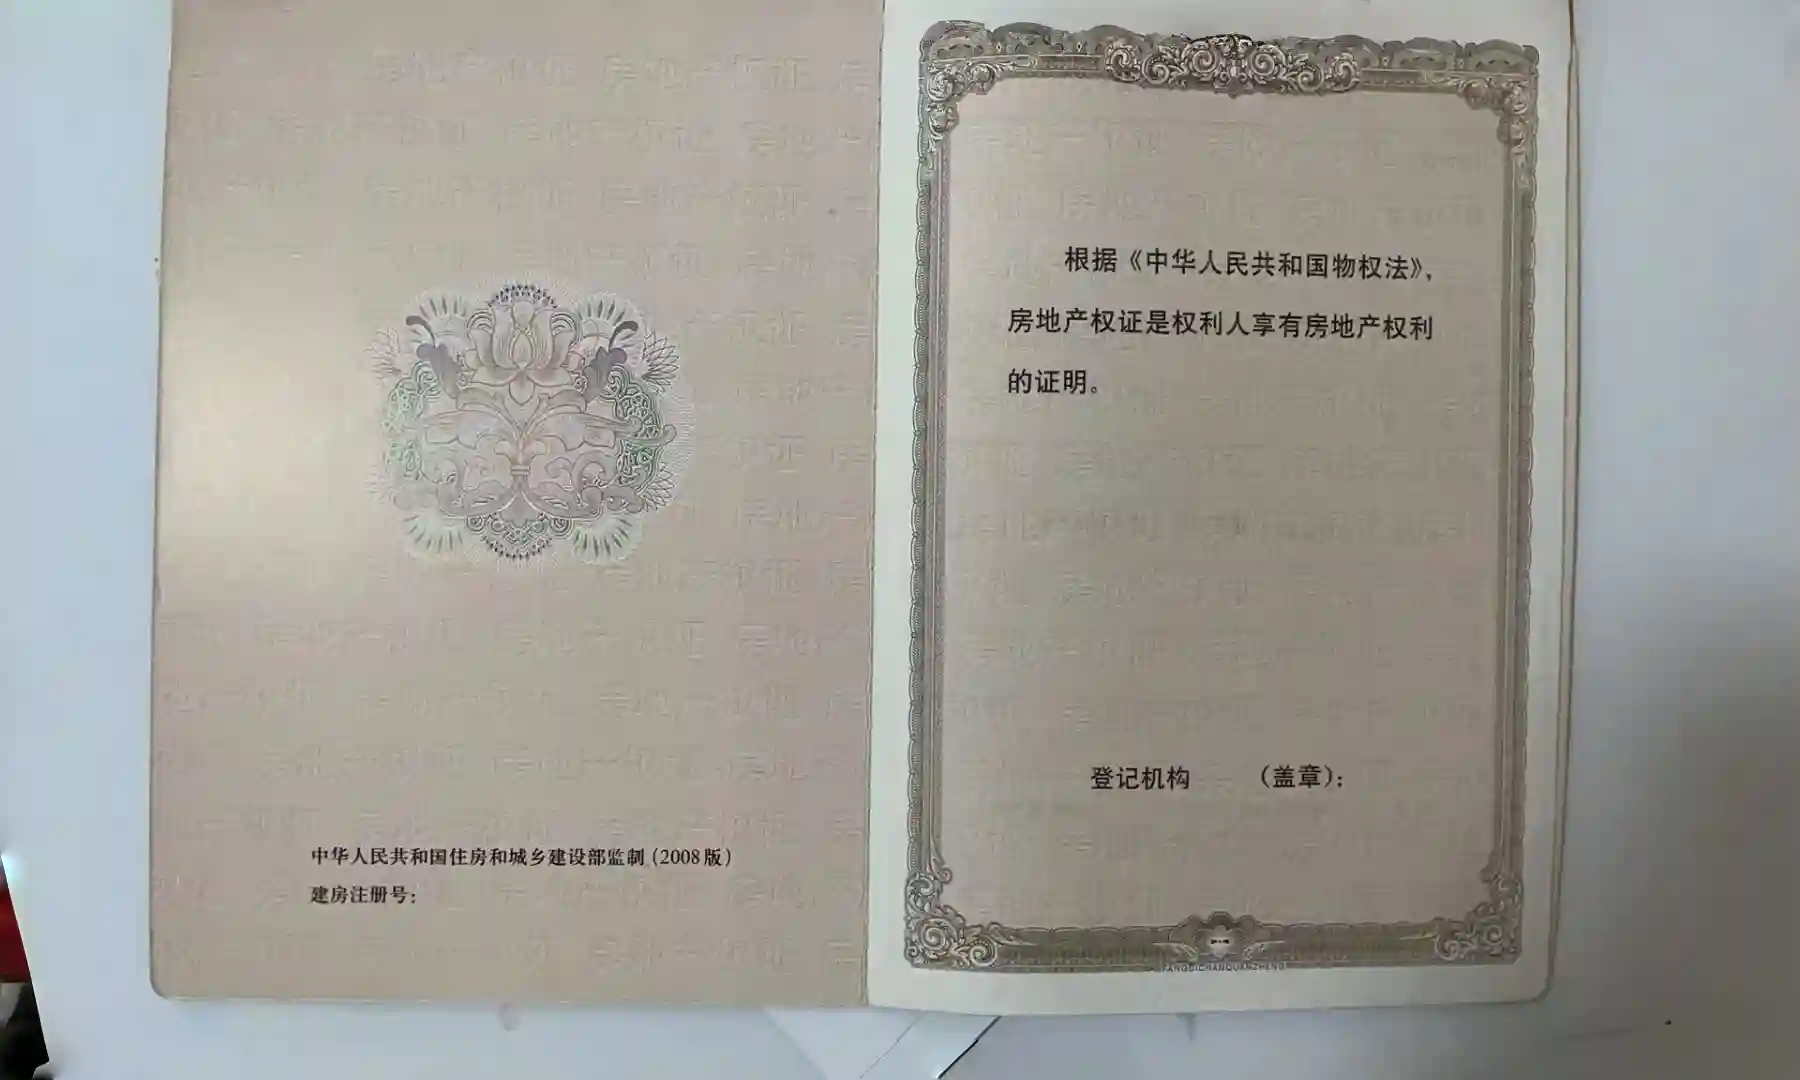 中华人民共和国住房和城乡建设部监制（2008版）
建房注册号：
根据《中华人民共和国物权法》，
房地产权证是权利人享有房地产权利
的证明。
登记机构 （盖章）：